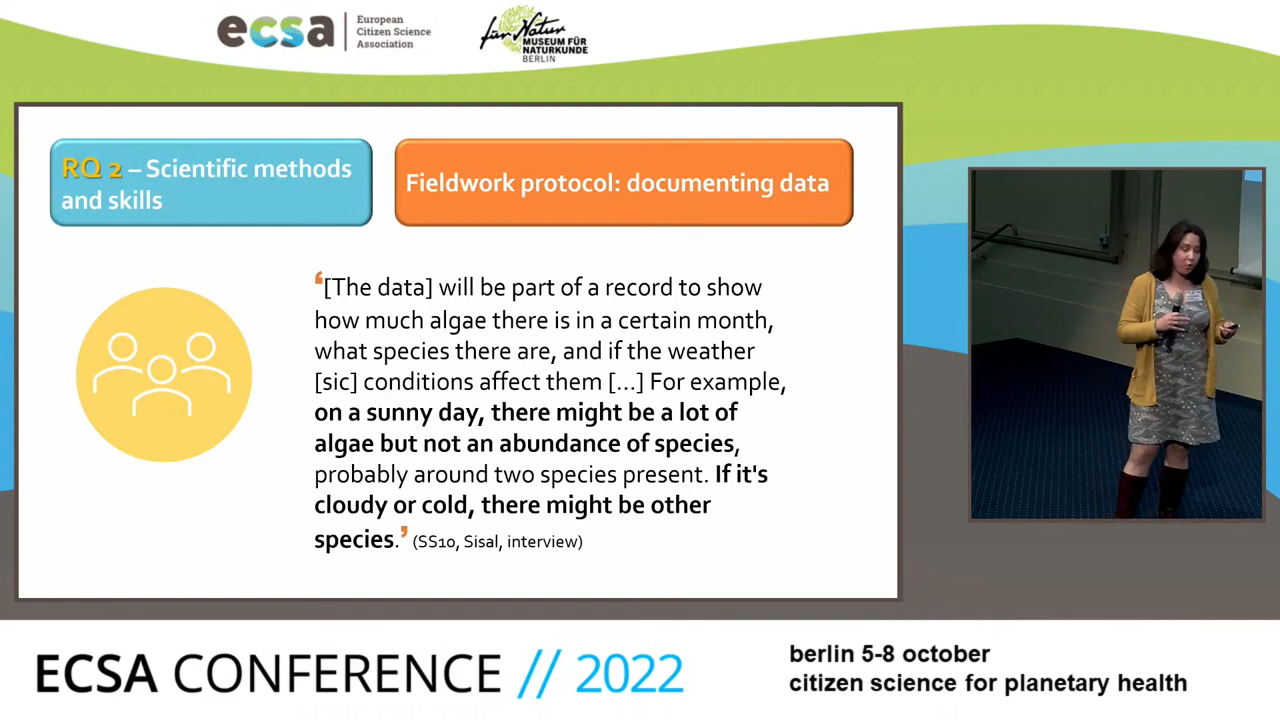 ecsa
European
Citizen Science
Association
für Natur
MUSEUM FÜR
NATURKUNDE
BERLIN
RQ 2 – Scientific methods
and skills
Fieldwork protocol: documenting data
‘[The data] will be part of a record to show
how much algae there is in a certain month,
what species there are, and if the weather
[sic] conditions affect them [...] For example,
on a sunny day, there might be a lot of
algae but not an abundance of species,
probably around two species present. If it's
cloudy or cold, there might be other
species.’ (SS10, Sisal, interview)
ECSA CONFERENCE // 2022
berlin 5-8 october
citizen science for planetary health